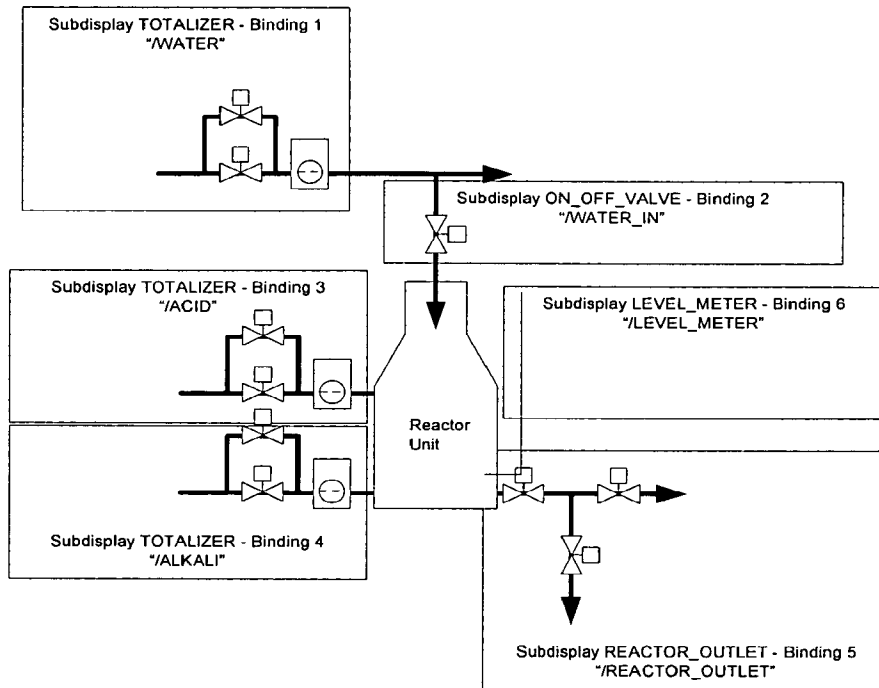 Subdisplay TOTALIZER - Binding 1
"/WATER"
Subdisplay ON_OFF_VALVE - Binding 2
"/WATER_IN"
Subdisplay TOTALIZER - Binding 3
"/ACID"
Subdisplay LEVEL_METER - Binding 6
"/LEVEL_METER"
Reactor
Unit
Subdisplay TOTALIZER - Binding 4
"/ALKALI"
Subdisplay REACTOR_OUTLET - Binding 5
"/REACTOR_OUTLET"